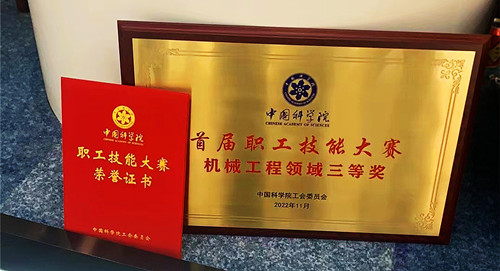 中国科学院
职工技能大赛
荣誉证书
中国科学院工会委员会
中国科学院
CHINESE ACADEMY OF SCIENCES
首届职工技能大赛
机械工程领域三等奖
中国科学院工会委员会
2022年11月